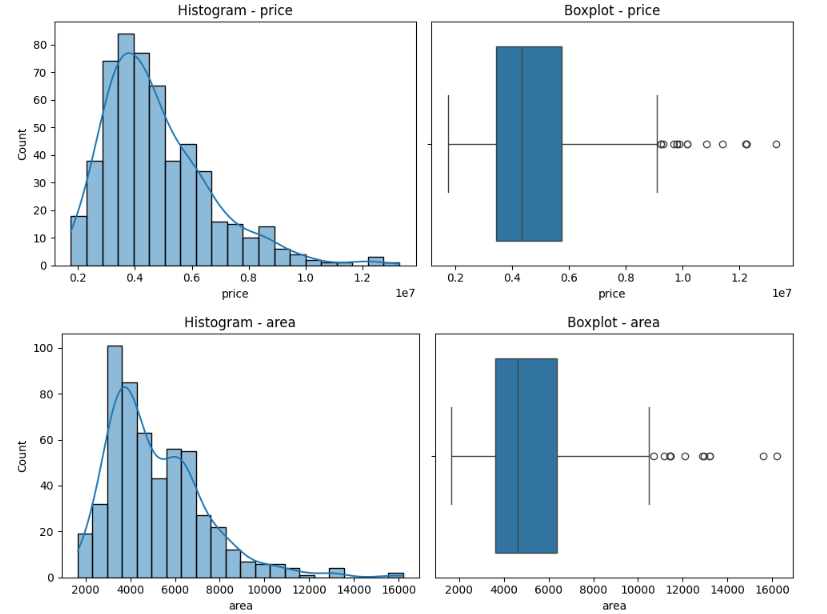 Histogram - price
Boxplot - price
80
70
60
50
40
30
20
10
0
Count
0.2 0.4 0.6 0.8 1.0 1.2
1e7
price
0.2 0.4 0.6 0.8 1.0 1.2
1e7
price
Histogram - area
Boxplot - area
100
80
60
40
20
0
Count
2000 4000 6000 8000 10000 12000 14000 16000
area
2000 4000 6000 8000 10000 12000 14000 16000
area